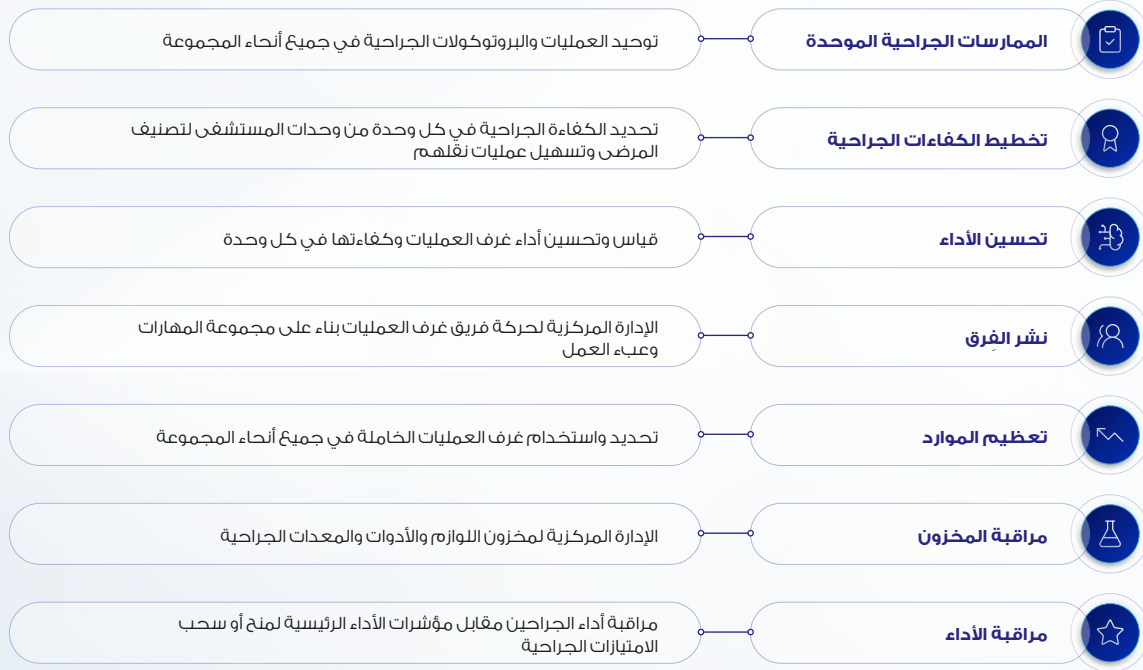 الممارسات الجراحية الموحدة
توحيد العمليات والبروتوكولات الجراحية في جميع أنحاء المجموعة
تخطيط الكفاءات الجراحية
تحديد الكفاءة الجراحية في كل وحدة من وحدات المستشفى لتصنيف
المرضى وتسهيل عمليات نقلهم
تحسين الأداء
قياس وتحسين أداء غرف العمليات وكفاءتها في كل وحدة
نشر الفِرق
الإدارة المركزية لحركة فريق غرف العمليات بناء على مجموعة المهارات
وعبء العمل
تعظيم الموارد
تحديد واستخدام غرف العمليات الخاملة في جميع أنحاء المجموعة
مراقبة المخزون
الإدارة المركزية لمخزون اللوازم والأدوات والمعدات الجراحية
مراقبة الأداء
مراقبة أداء الجراحين مقابل مؤشرات الأداء الرئيسية لمنح أو سحب
الامتيازات الجراحية